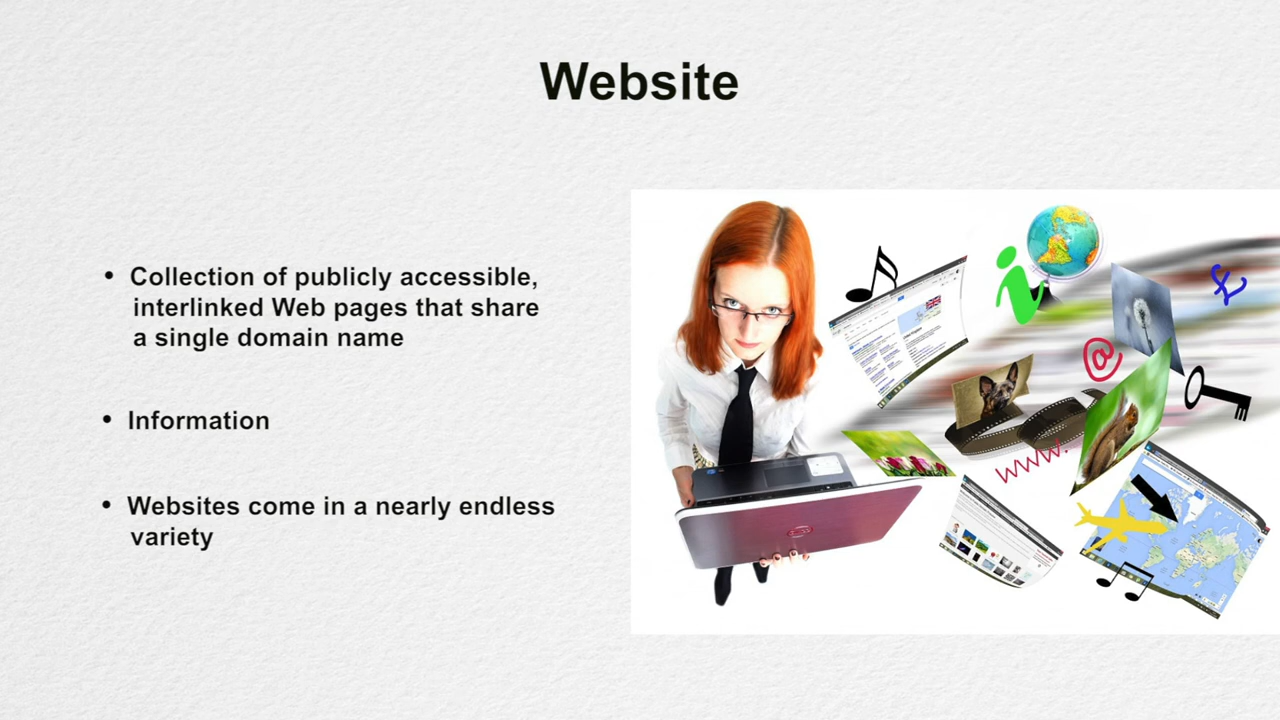 Website
• Collection of publicly accessible,
interlinked Web pages that share
a single domain name
• Information
• Websites come in a nearly endless
variety
@
www.